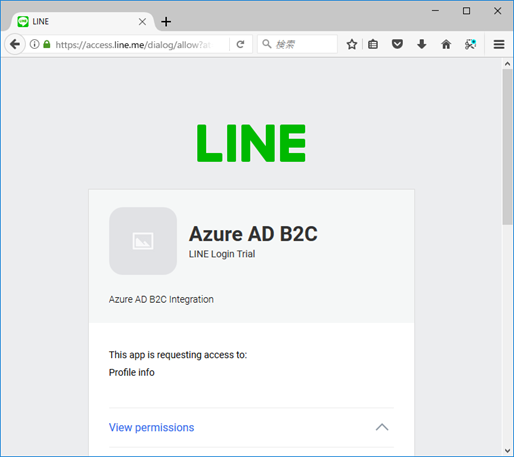 LINE
https://access.line.me/dialog/allow?a
検索
LINE
Azure AD B2C
LINE Login Trial
Azure AD B2C Integration
This app is requesting access to:
Profile info
View permissions